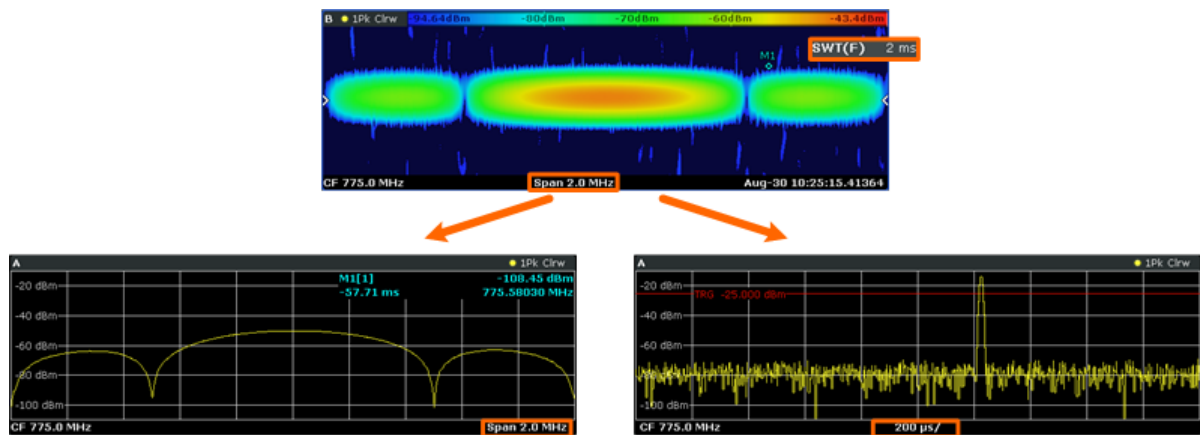 B 1Pk Clrw -94.64dBm -80dBm -70dBm -60dBm -43.4dBm
SWT(F) 2 ms
M1
CF 775.0 MHz Span 2.0 MHz Aug-30 10:25:15.41364
A 1Pk Clrw
M1[1] -108.45 dBm
-57.71 ms 775.58030 MHz
-20 dBm
-40 dBm
-60 dBm
-80 dBm
-100 dBm
CF 775.0 MHz Span 2.0 MHz
A 1Pk Clrw
-20 dBm
TRG -25.000 dBm
-40 dBm
-60 dBm
-80 dBm
-100 dBm
CF 775.0 MHz 200 µs/